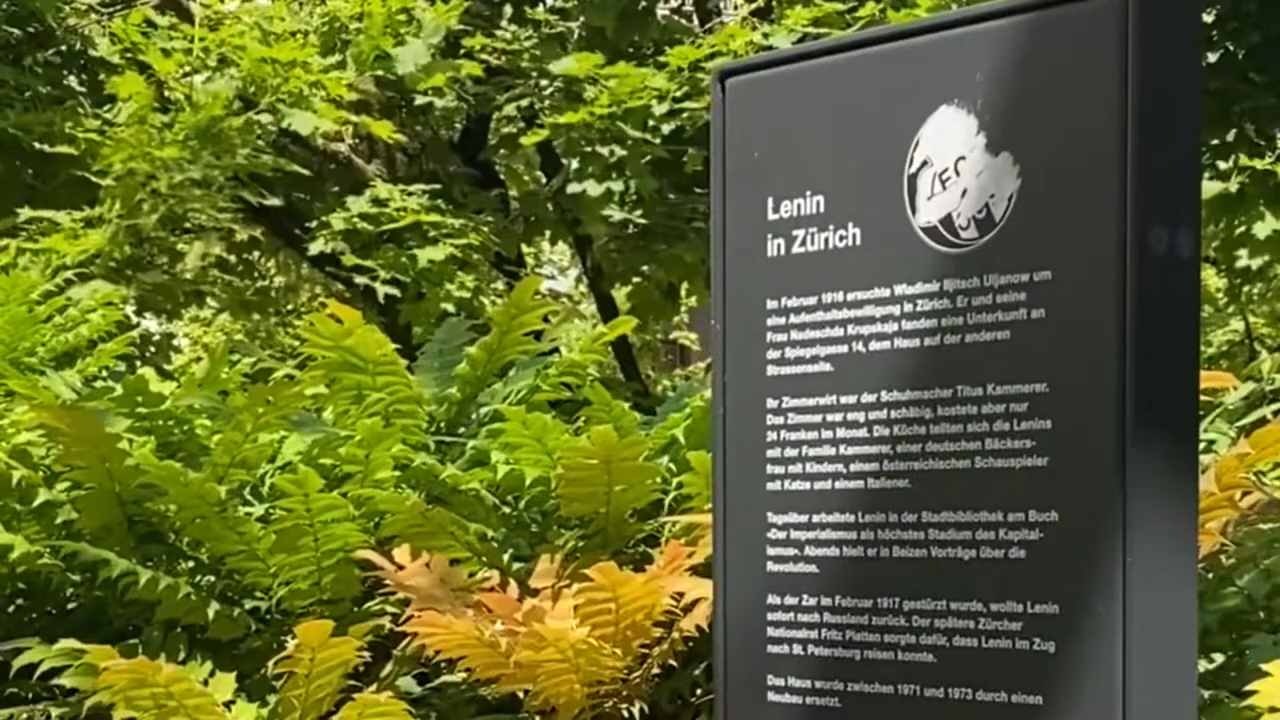 Lenin
in Zürich
Im Februar 1916 ersuchte Wladimir Iljitsch Uljanow um
eine Aufenthaltsbewilligung in Zürich. Er und seine
Frau Nadeschda Krupskaja fanden eine Unterkunft an
der Spiegelgasse 14, dem Haus auf der anderen
Strassenseite.
Ihr Zimmerwirt war der Schuhmacher Titus Kammerer.
Das Zimmer war eng und schäbig, kostete aber nur
24 Franken im Monat. Die Küche teilten sich die Lenins
mit der Familie Kammerer, einer deutschen Bäckers-
frau mit Kindern, einem österreichischen Schauspieler
mit Katze und einem Italiener.
Tagsüber arbeitete Lenin in der Stadtbibliothek am Buch
«Der Imperialismus als höchstes Stadium des Kapital-
ismus». Abends hielt er in Beizen Vorträge über die
Revolution.
Als der Zar im Februar 1917 gestürzt wurde, wollte Lenin
sofort nach Russland zurück. Der spätere Zürcher
Nationalrat Fritz Platten sorgte dafür, dass Lenin im Zug
nach St. Petersburg reisen konnte.
Das Haus wurde zwischen 1971 und 1973 durch einen
Neubau ersetzt.